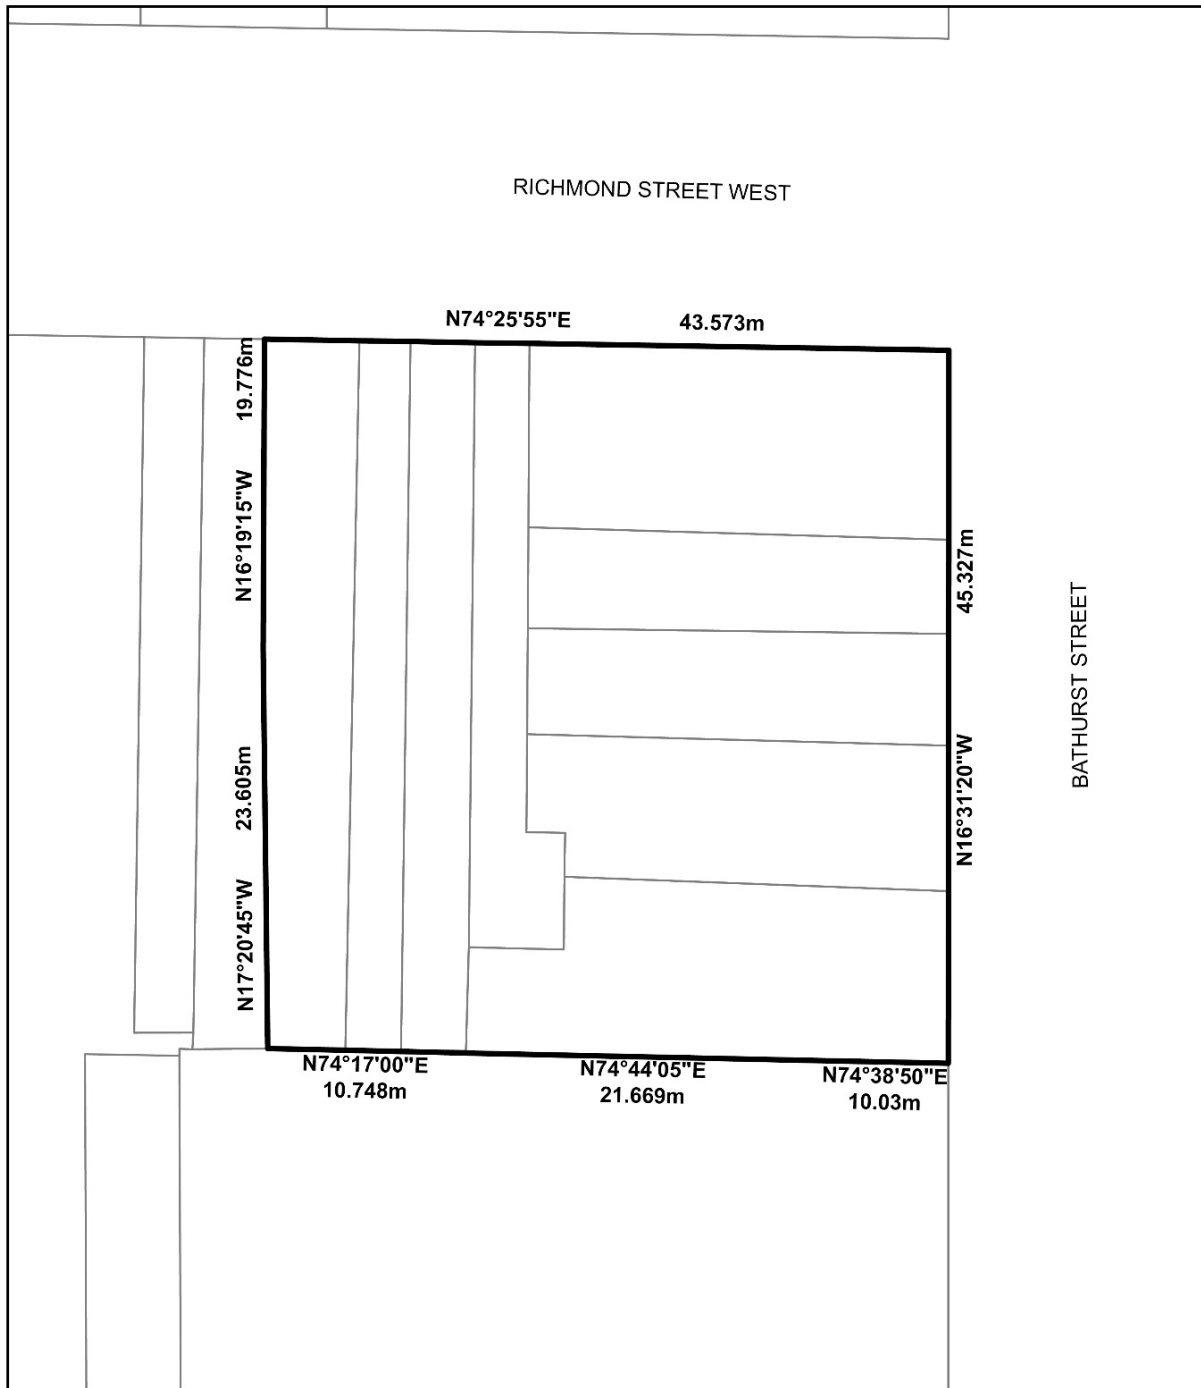 RICHMOND STREET WEST
N74°25'55"E 43.573m
19.776m
N16°19'15"W
45.327m
BATHURST STREET
N16°31'20"W
23.605m
N17°20'45"W
N74°17'00"E
10.748m
N74°44'05"E
21.669m
N74°38'50"E
10.03m